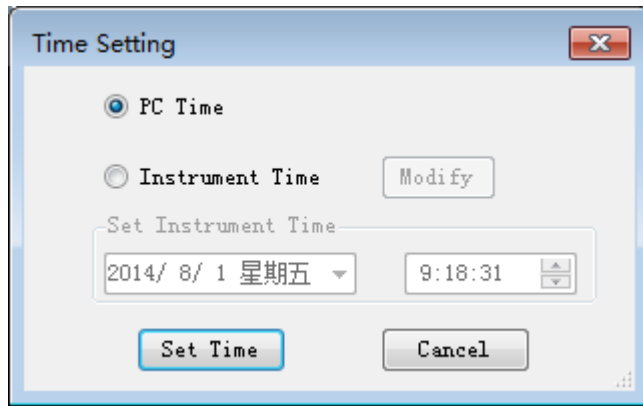 Time Setting
PC Time
Instrument Time Modify
Set Instrument Time
2014/ 8/ 1 星期五 9:18:31
Set Time Cancel